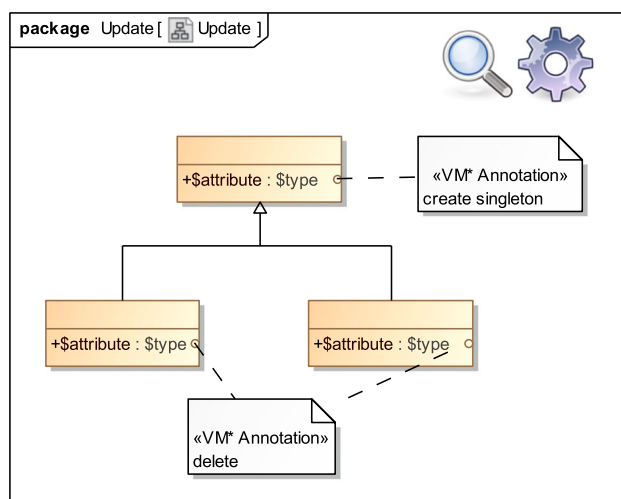 package Update [ Update ]
+$attribute : $type
«VM* Annotation»
create singleton
+$attribute : $type
+$attribute : $type
«VM* Annotation»
delete